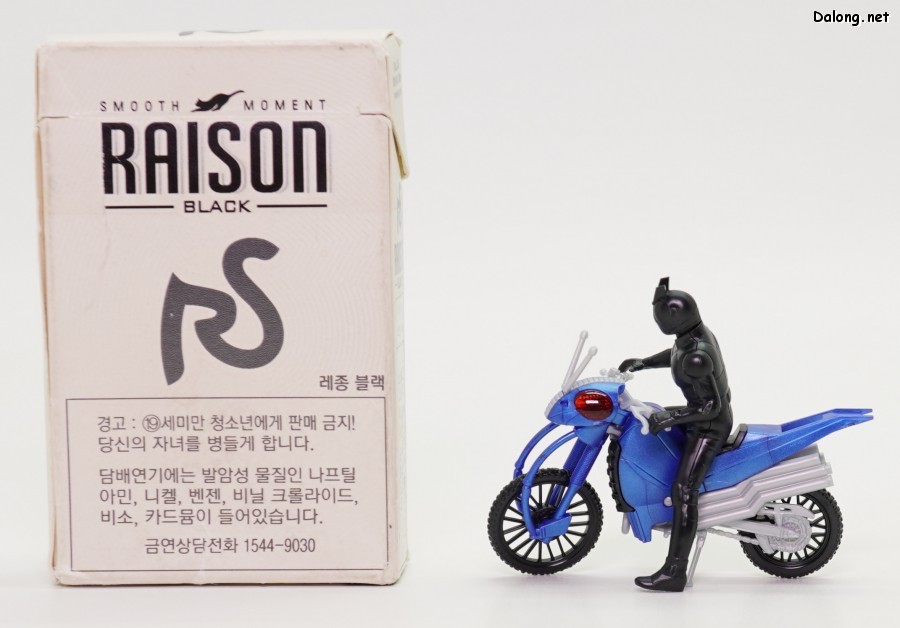 Dalong.net
SMOOTH MOMENT
RAISON
BLACK
RS
레종 블랙
경고 : ⑲세미만 청소년에게 판매 금지!
당신의 자녀를 병들게 합니다.
담배연기에는 발암성 물질인 나프틸
아민, 니켈, 벤젠, 비닐 크롤라이드,
비소, 카드뮴이 들어있습니다.
금연상담전화 1544-9030